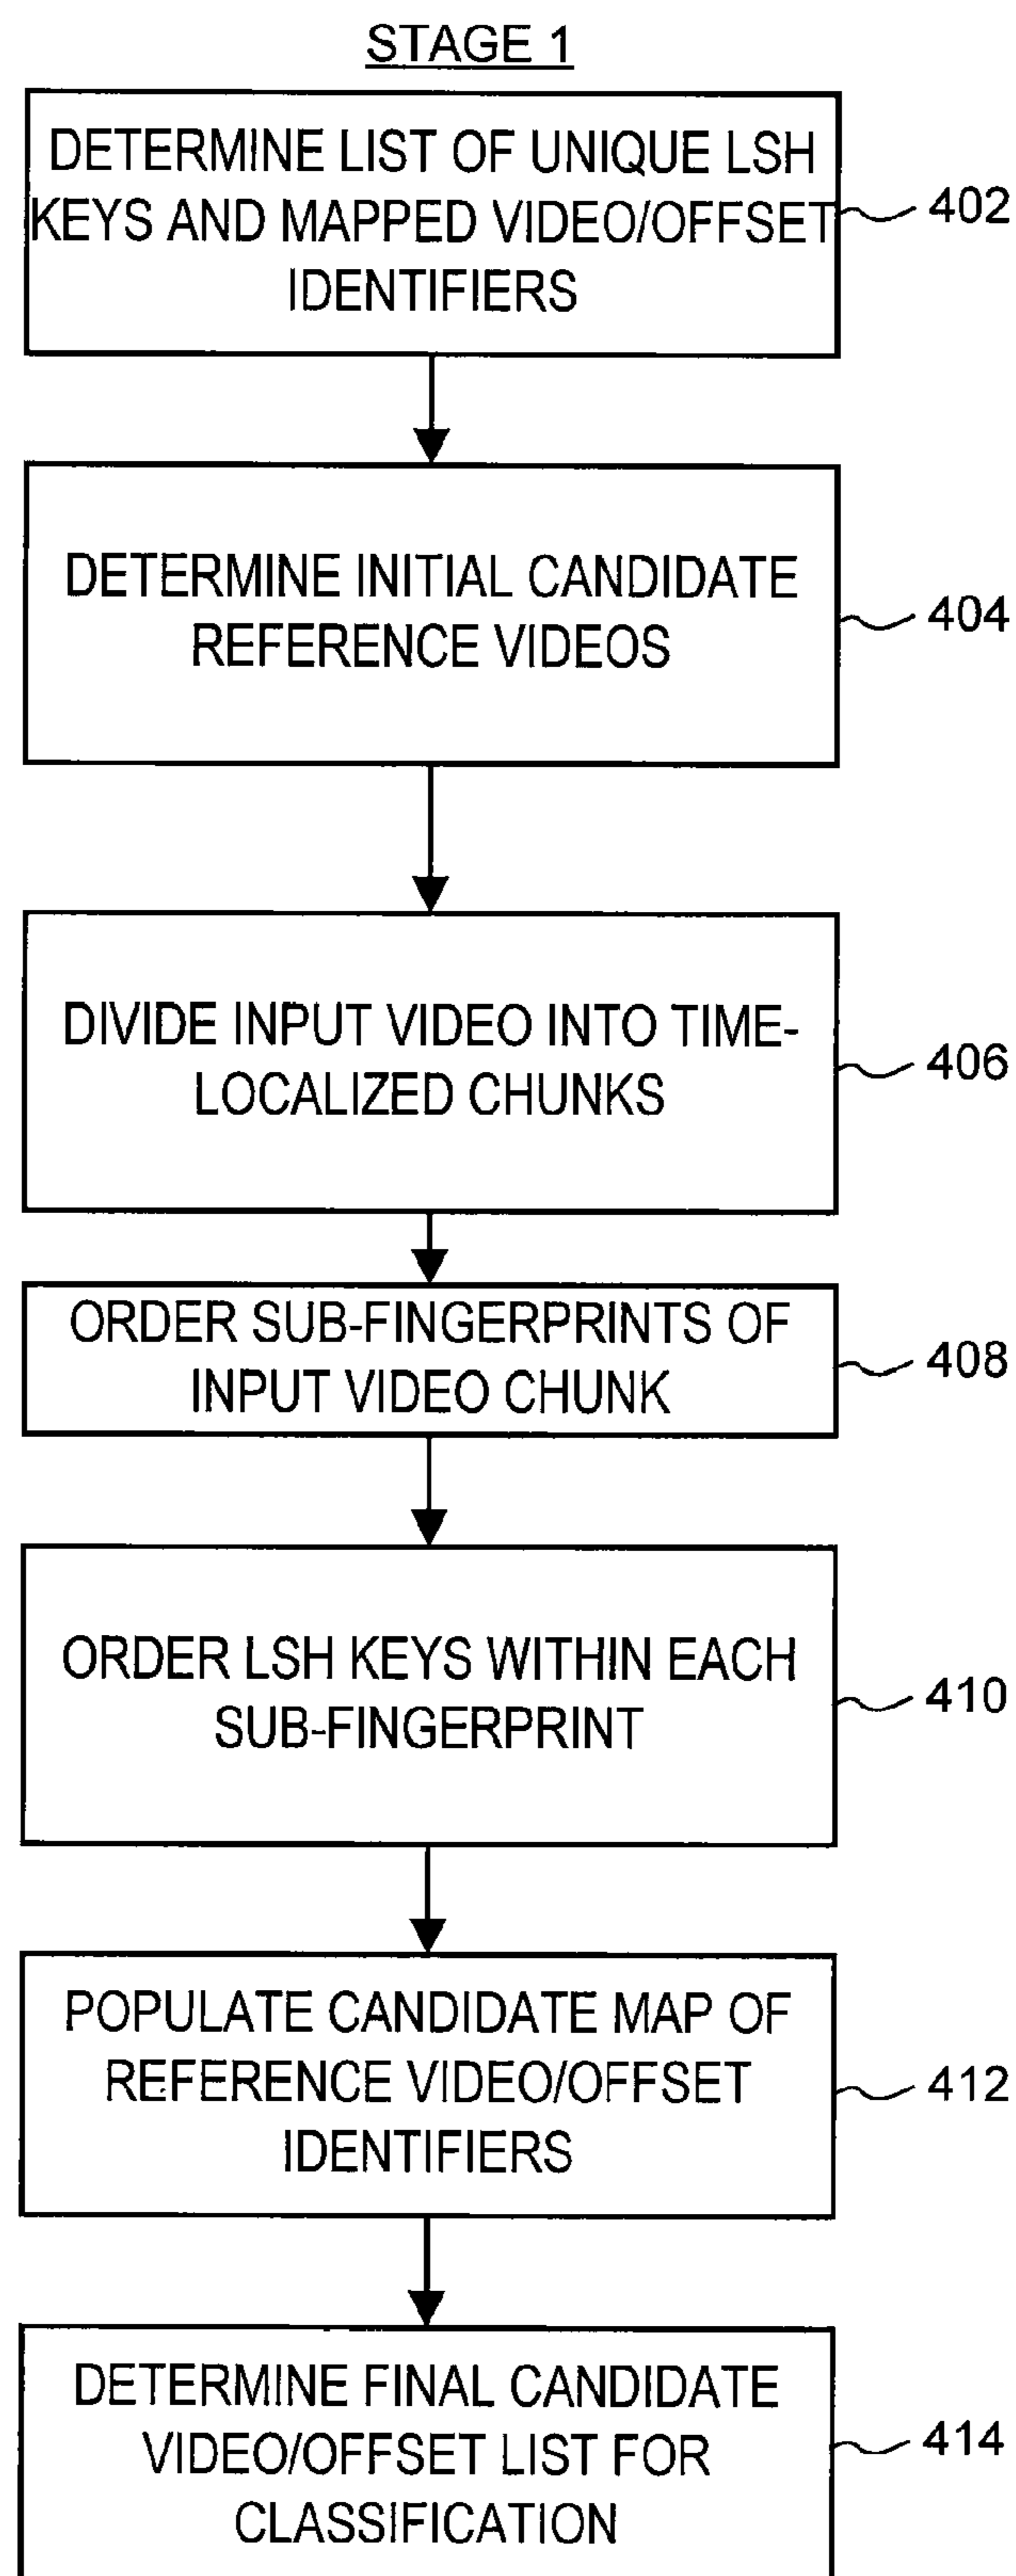 STAGE 1
DETERMINE LIST OF UNIQUE LSH
KEYS AND MAPPED VIDEO/OFFSET
IDENTIFIERS
402
DETERMINE INITIAL CANDIDATE
REFERENCE VIDEOS
404
DIVIDE INPUT VIDEO INTO TIME-
LOCALIZED CHUNKS
406
ORDER SUB-FINGERPRINTS OF
INPUT VIDEO CHUNK
408
ORDER LSH KEYS WITHIN EACH
SUB-FINGERPRINT
410
POPULATE CANDIDATE MAP OF
REFERENCE VIDEO/OFFSET
IDENTIFIERS
412
DETERMINE FINAL CANDIDATE
VIDEO/OFFSET LIST FOR
CLASSIFICATION
414